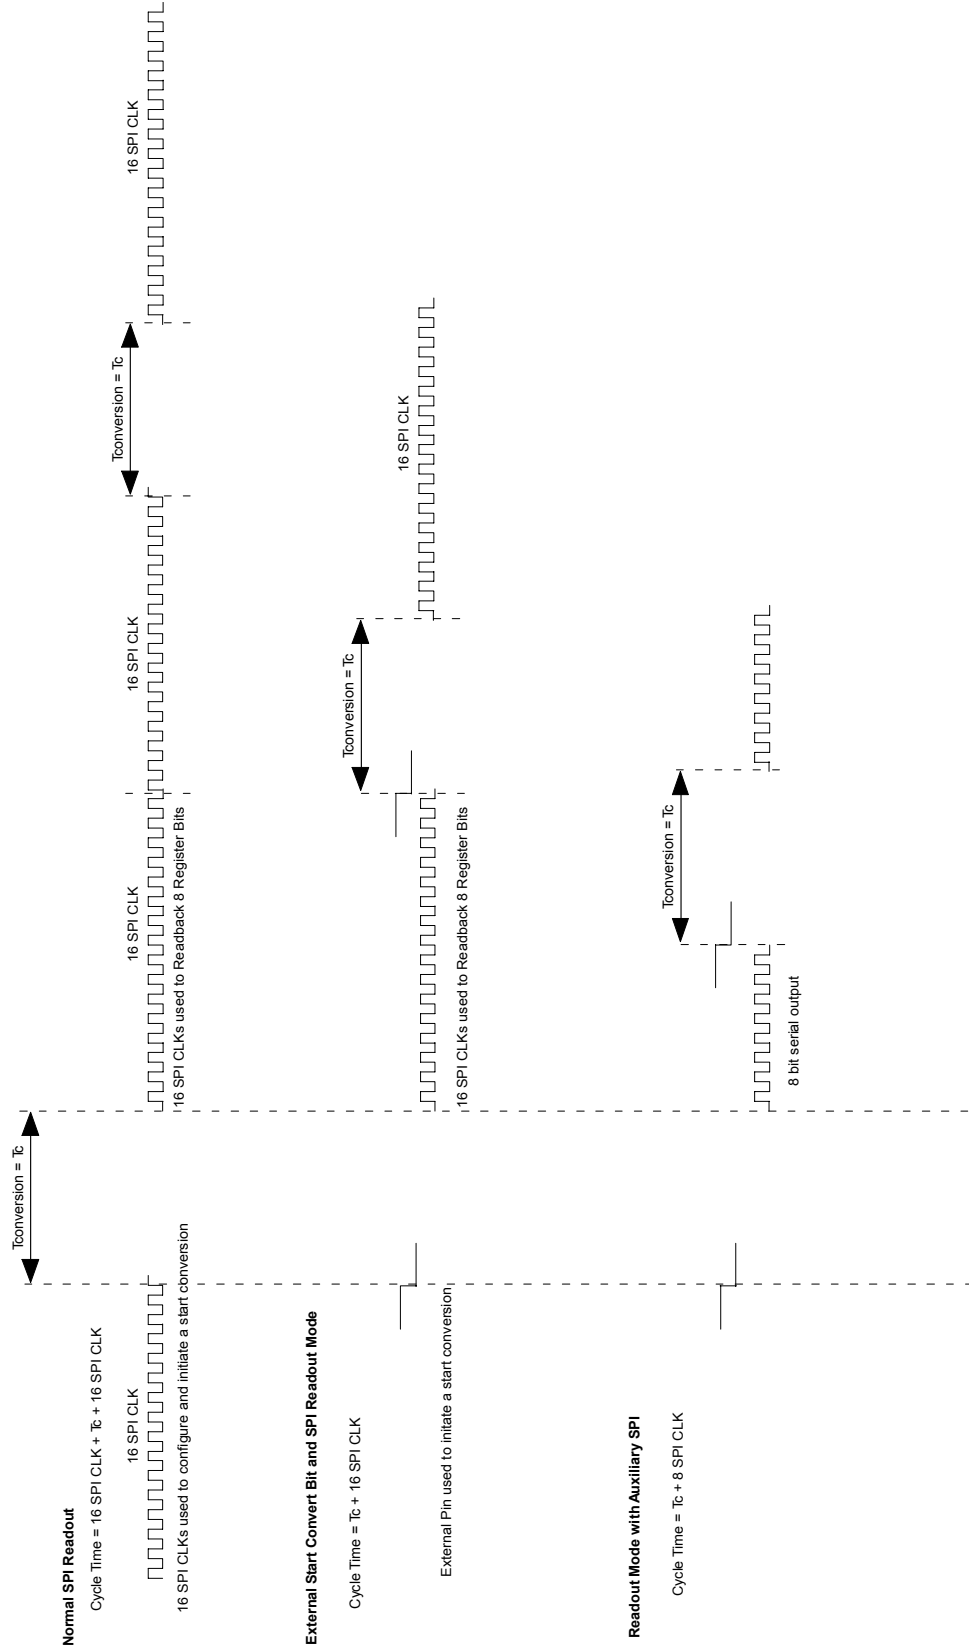 Normal SPI Readout
Cycle Time = 16 SPI CLK + Tc + 16 SPI CLK
Tconversion = Tc
16 SPI CLK
16 SPI CLK
16 SPI CLK
Tconversion = Tc
16 SPI CLK
16 SPI CLKs used to configure and initiate a start conversion
16 SPI CLKs used to Readback 8 Register Bits
External Start Convert Bit and SPI Readout Mode
Cycle Time = Tc + 16 SPI CLK
Tconversion = Tc
16 SPI CLK
External Pin used to initate a start conversion
16 SPI CLKs used to Readback 8 Register Bits
Readout Mode with Auxiliary SPI
Cycle Time = Tc + 8 SPI CLK
Tconversion = Tc
8 bit serial output